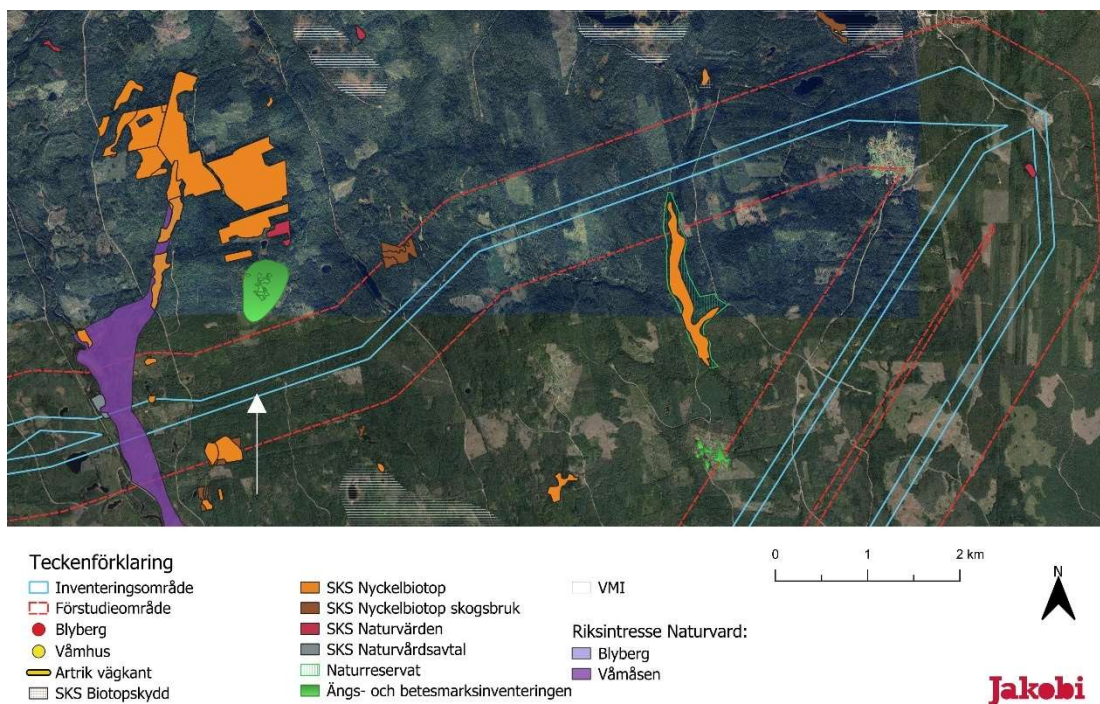 Teckenförklaring
Inventeringsområde
Förstudieområde
Blyberg
Våmhus
Artrik vägkant
SKS Biotopskydd
SKS Nyckelbiotop
SKS Nyckelbiotop skogsbruk
SKS Naturvärden
SKS Naturvårdsavtal
Naturreservat
Ängs- och betesmarksinventeringen
VMI
Riksintresse Naturvard:
Blyberg
Våmåsen
0 1 2 km
N
Jakobi